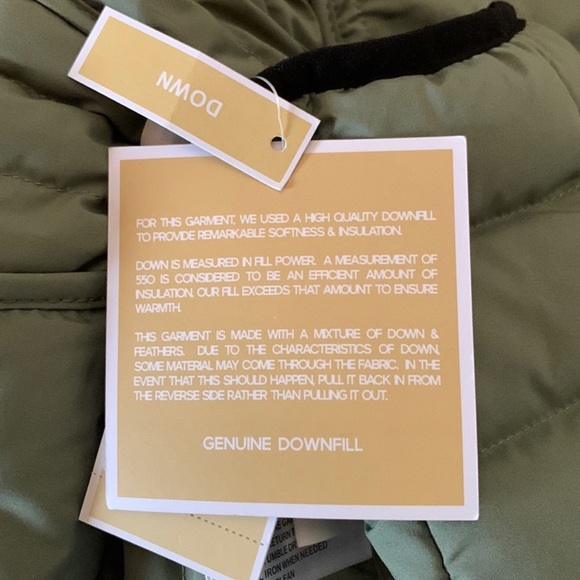 DOWN
FOR THIS GARMENT, WE USED A HIGH QUALITY DOWNFILL
TO PROVIDE REMARKABLE SOFTNESS & INSULATION.
DOWN IS MEASURED IN FILL POWER. A MEASUREMENT OF
550 IS CONSIDERED TO BE AN EFFICIENT AMOUNT OF
INSULATION. OUR FILL EXCEEDS THAT AMOUNT TO ENSURE
WARMTH.
THIS GARMENT IS MADE WITH A MIXTURE OF DOWN &
FEATHERS. DUE TO THE CHARACTERISTICS OF DOWN,
SOME MATERIAL MAY COME THROUGH THE FABRIC. IN THE
EVENT THAT THIS SHOULD HAPPEN, PULL IT BACK IN FROM
THE REVERSE SIDE RATHER THAN PULLING IT OUT.
GENUINE DOWNFILL
IRON WHEN NEEDED